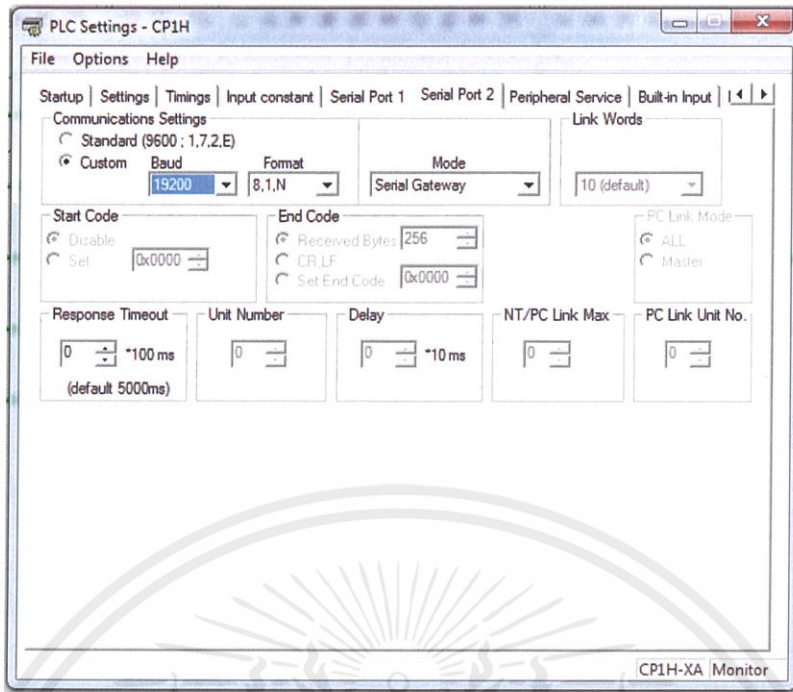 PLC Settings - CP1H
File Options Help
Startup Settings Timings Input constant Serial Port 1 Serial Port 2 Peripheral Service Built-in Input
Communications Settings
Link Words
Standard (9600 ; 1,7,2,E)
Custom Baud Format Mode
19200 8,1,N Serial Gateway 10 (default)
Start Code End Code PC Link Mode
Disable Received Bytes 256 ALL
Set 0x0000 CR,LF Master
Set End Code 0x0000
Response Timeout Unit Number Delay NT/PC Link Max PC Link Unit No.
0 *100 ms 0 0 *10 ms 0 0
(default 5000ms)
CP1H-XA Monitor